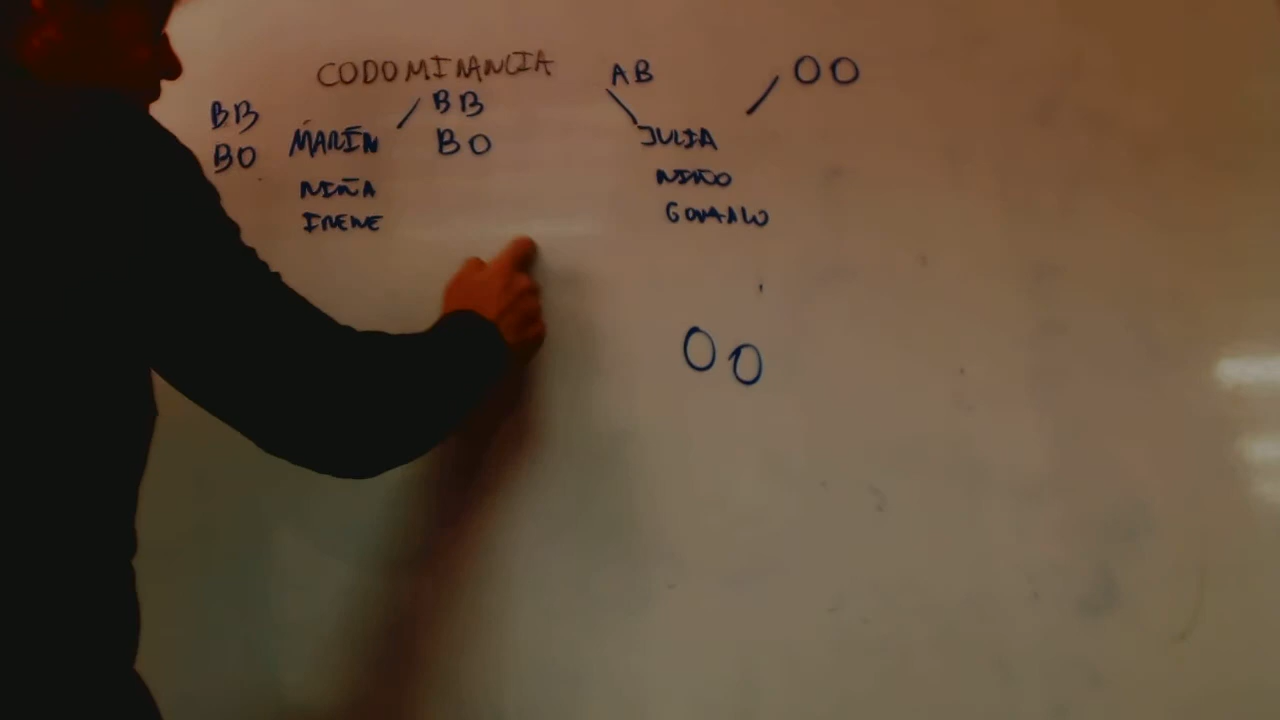 CODOMINANCIA
BB
BO
MARÍN
NIÑA
IRENE
BB
BO
AB
OO
JULIA
NIÑO
GONZALO
OO